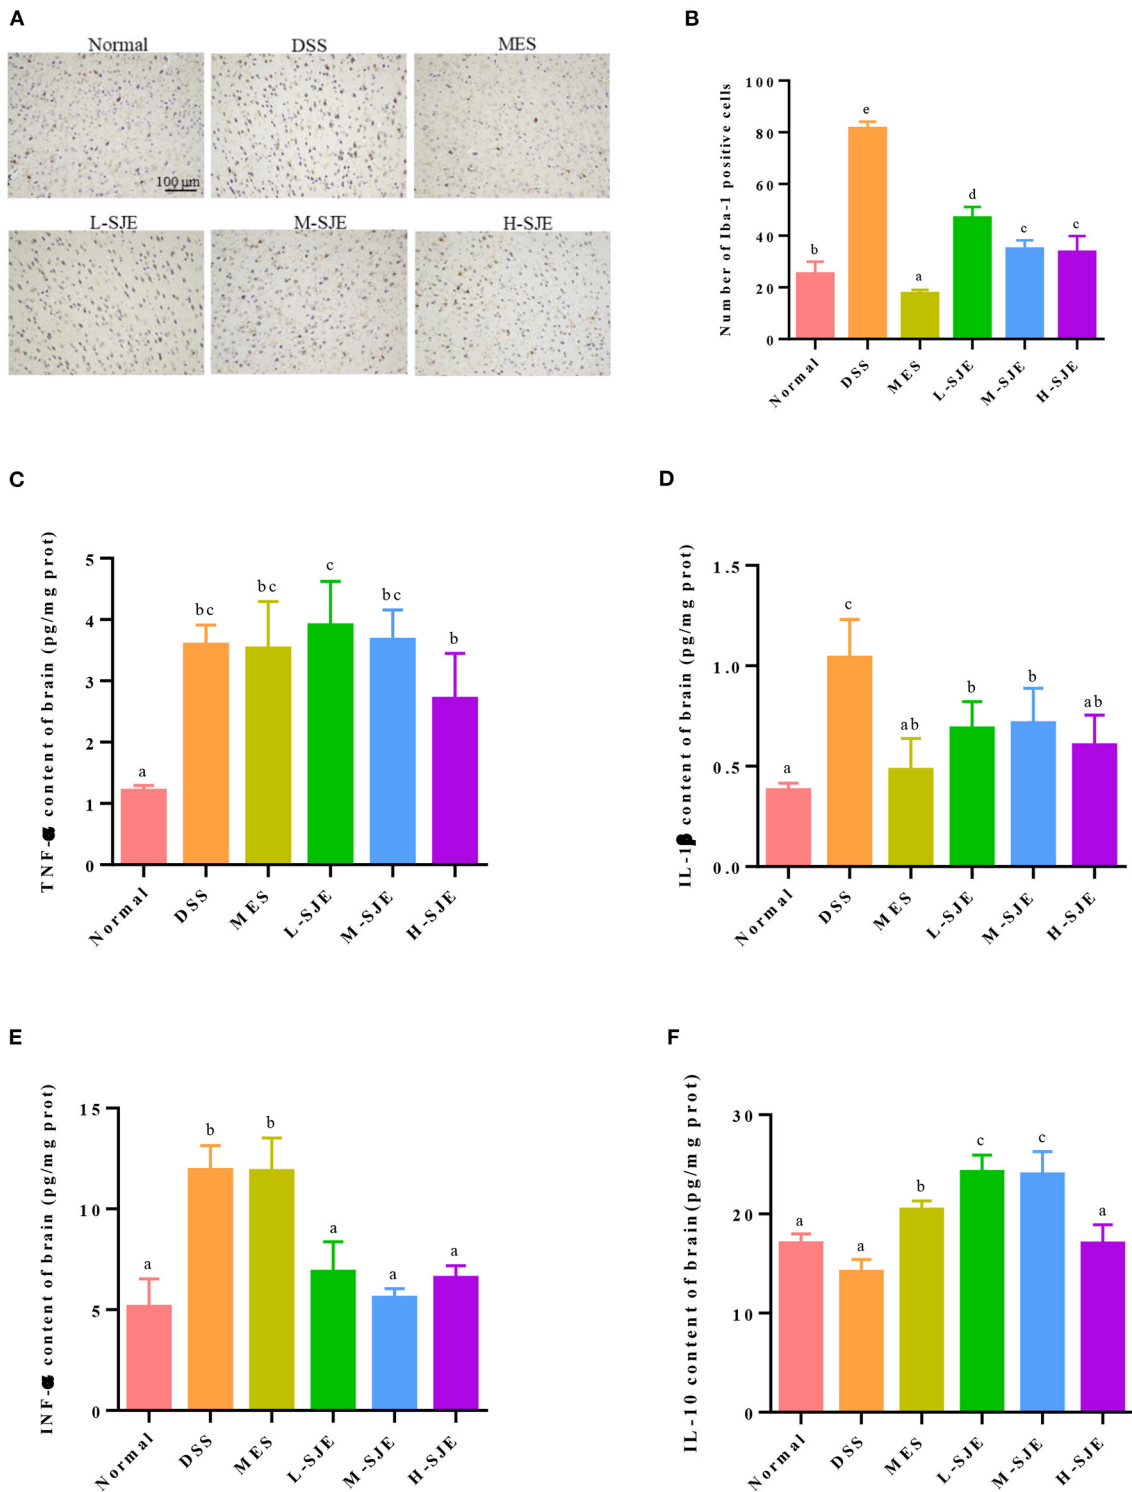 A
Normal DSS MES
100 μm
L-SJE M-SJE H-SJE
B
Number of Iba-1 positive cells
100
80
60
40
20
0
b e a d c c
Normal DSS MES L-SJE M-SJE H-SJE
C
TNF-α content of brain (pg/mg prot)
5
4
3
2
1
0
a bc bc c bc b
Normal DSS MES L-SJE M-SJE H-SJE
D
IL-1β content of brain (pg/mg prot)
1.5
1.0
0.5
0.0
a c ab b b ab
Normal DSS MES L-SJE M-SJE H-SJE
E
INF-α content of brain (pg/mg prot)
15
10
5
0
a b b a a a
Normal DSS MES L-SJE M-SJE H-SJE
F
IL-10 content of brain(pg/mg prot)
30
20
10
0
a a b c c a
Normal DSS MES L-SJE M-SJE H-SJE